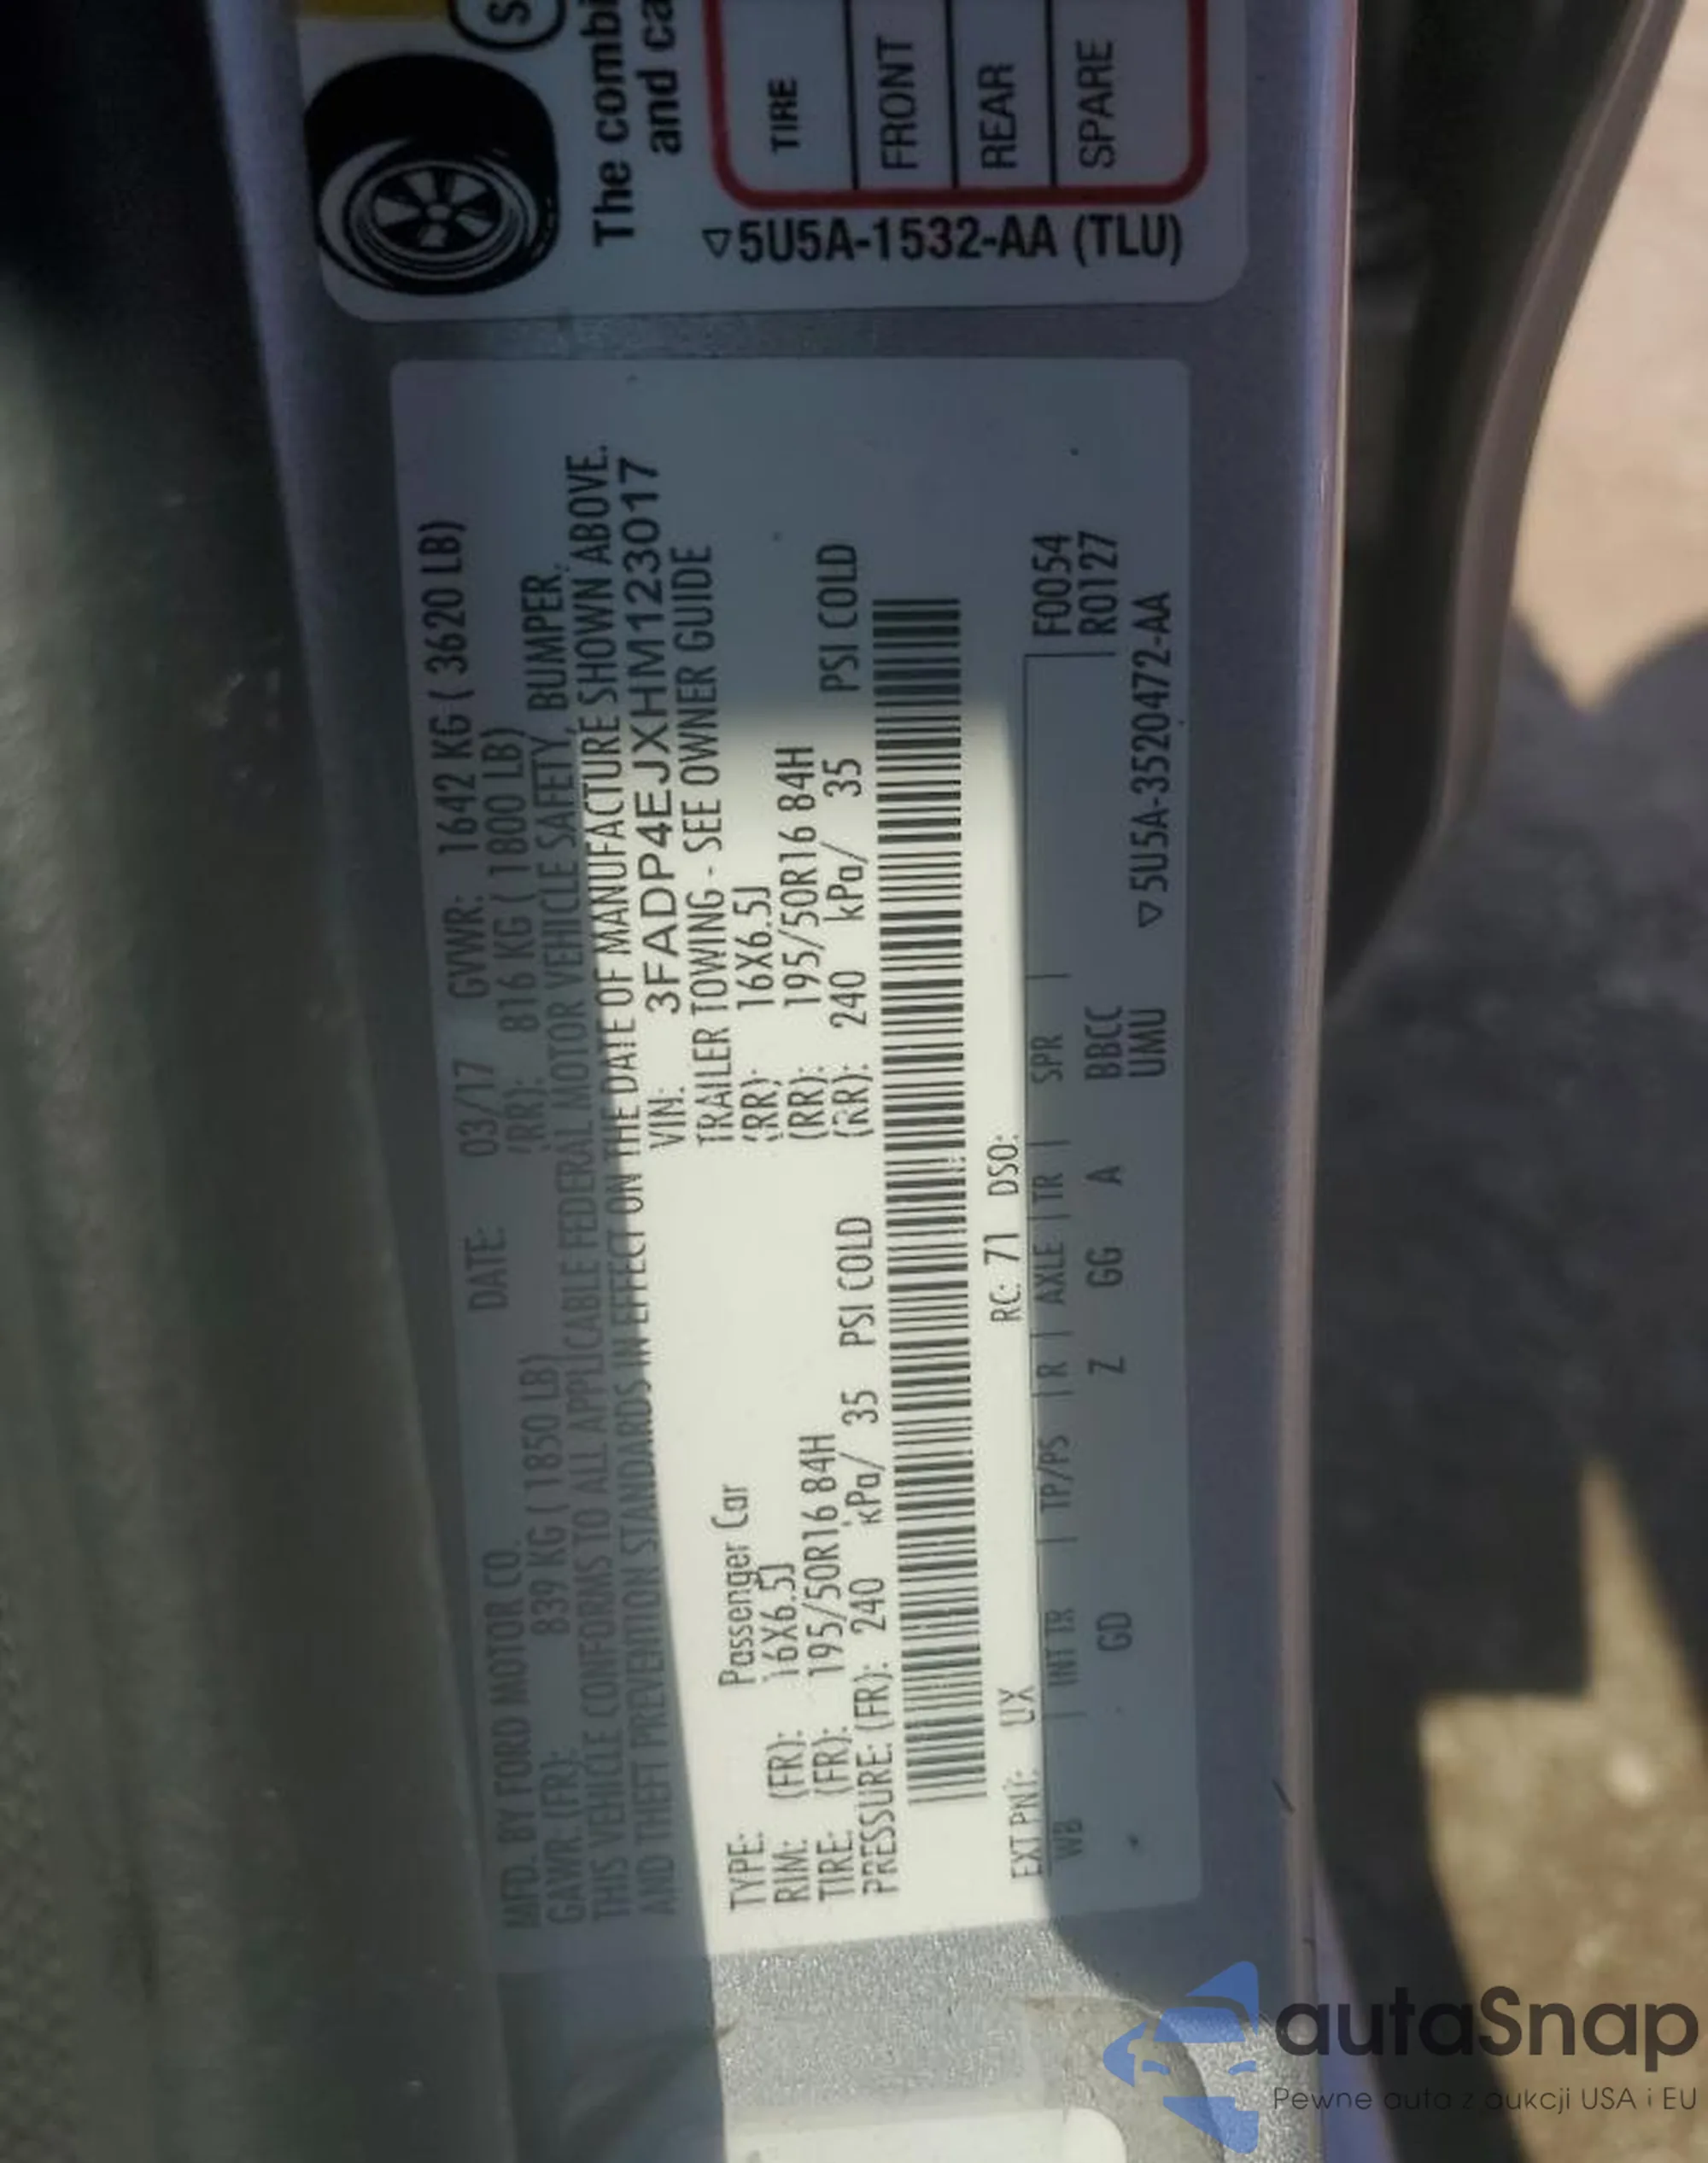 The combi
and ca
TIRE
FRONT
REAR
SPARE
5U5A-1532-AA (TLU)
MFD. BY FORD MOTOR CO. DATE: 03/17 GVWR: 1642 KG ( 3620 LB)
GAWR: (FR): 839 KG ( 1850 LB) (RR): 816 KG ( 1800 LB)
THIS VEHICLE CONFORMS TO ALL APPLICABLE FEDERAL MOTOR VEHICLE SAFETY, BUMPER,
AND THEFT PREVENTION STANDARDS IN EFFECT ON THE DATE OF MANUFACTURE SHOWN ABOVE.
VIN: 3FADP4EJXHM123017
TYPE: Passenger Car TRAILER TOWING - SEE OWNER GUIDE
RIM: (FR): 16X6.5J (RR): 16X6.5J
TIRE: (FR): 195/50R16 84H (RR): 195/50R16 84H
PRESSURE: (FR): 240 kPa/ 35 PSI COLD (RR): 240 kPa/ 35 PSI COLD
EXT PNT: UX RC: 71 DSO: F0054
WB | INT TR | TP/PS | R | AXLE | TR | SPR | R0127
GD Z GG A BBCC
UMU 5U5A-3520472-AA
autaSnap
Pewne auta z aukcji USA i EU